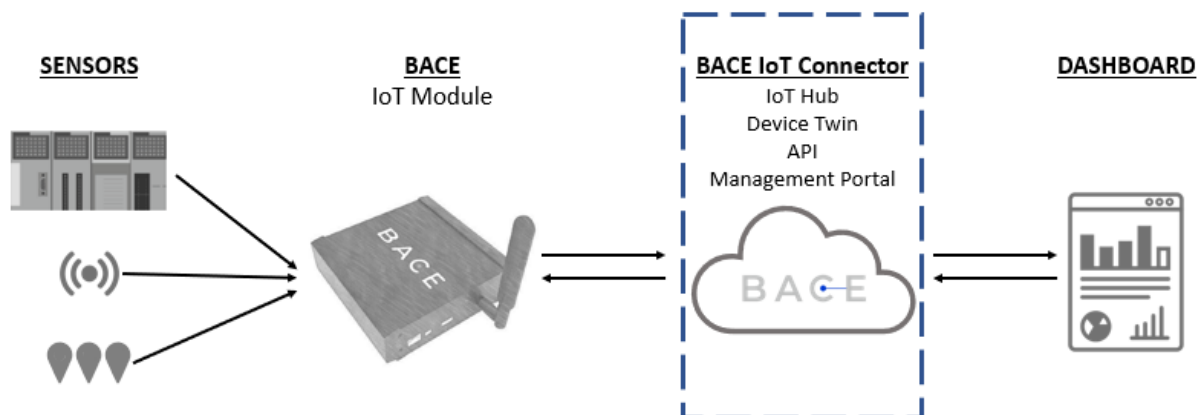 SENSORS
BACE
IoT Module
BACE IoT Connector
IoT Hub
Device Twin
API
Management Portal
DASHBOARD
BACE
BACE